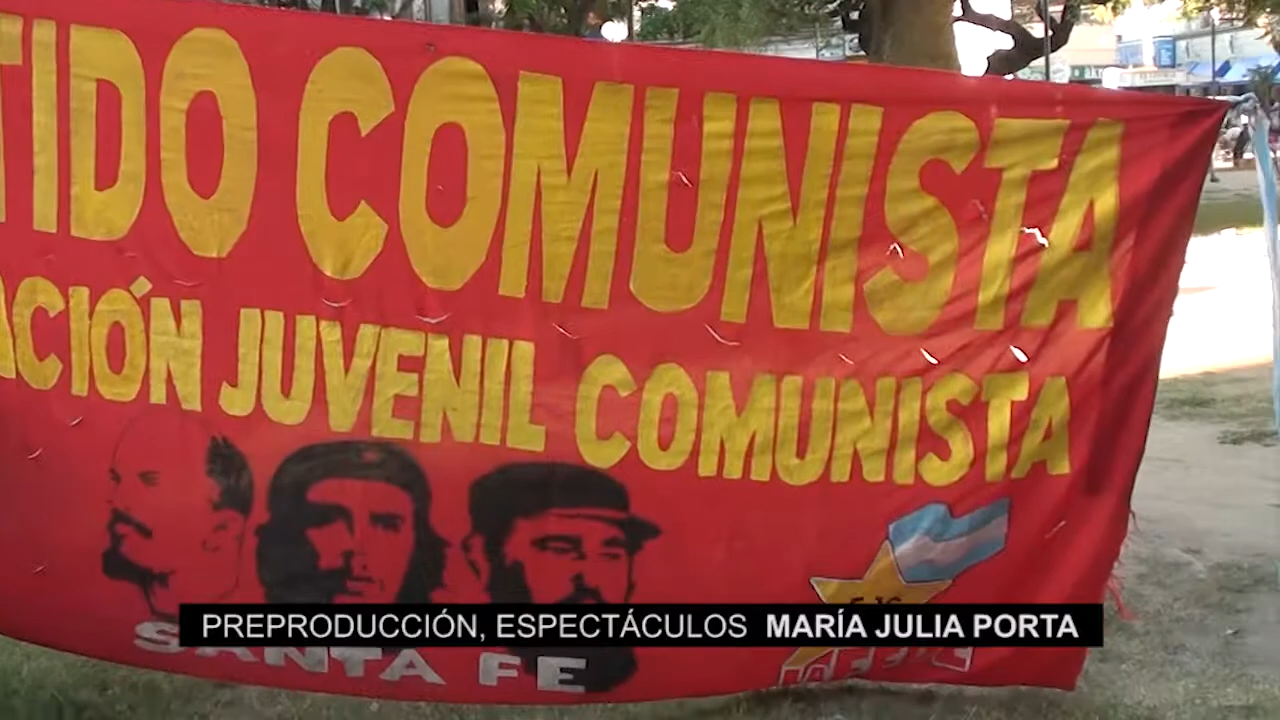 TIDO COMUNISTA
ACIÓN JUVENIL COMUNISTA
PREPRODUCCIÓN, ESPECTÁCULOS MARÍA JULIA PORTA
SANTA FE